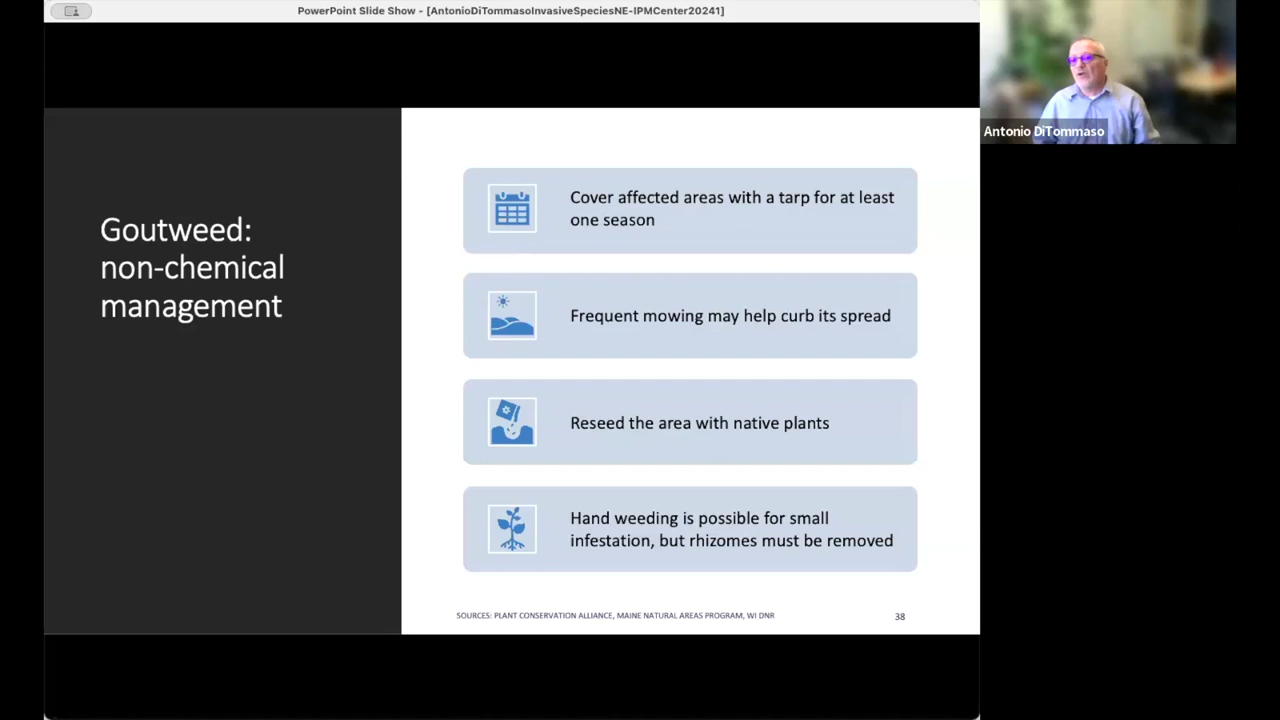 PowerPoint Slide Show - [AntonioDiTommasoInvasiveSpeciesNE-IPMCenter20241]
Antonio DiTommaso
Goutweed:
non-chemical
management
Cover affected areas with a tarp for at least
one season
Frequent mowing may help curb its spread
Reseed the area with native plants
Hand weeding is possible for small
infestation, but rhizomes must be removed
SOURCES: PLANT CONSERVATION ALLIANCE, MAINE NATURAL AREAS PROGRAM, WI DNR
38